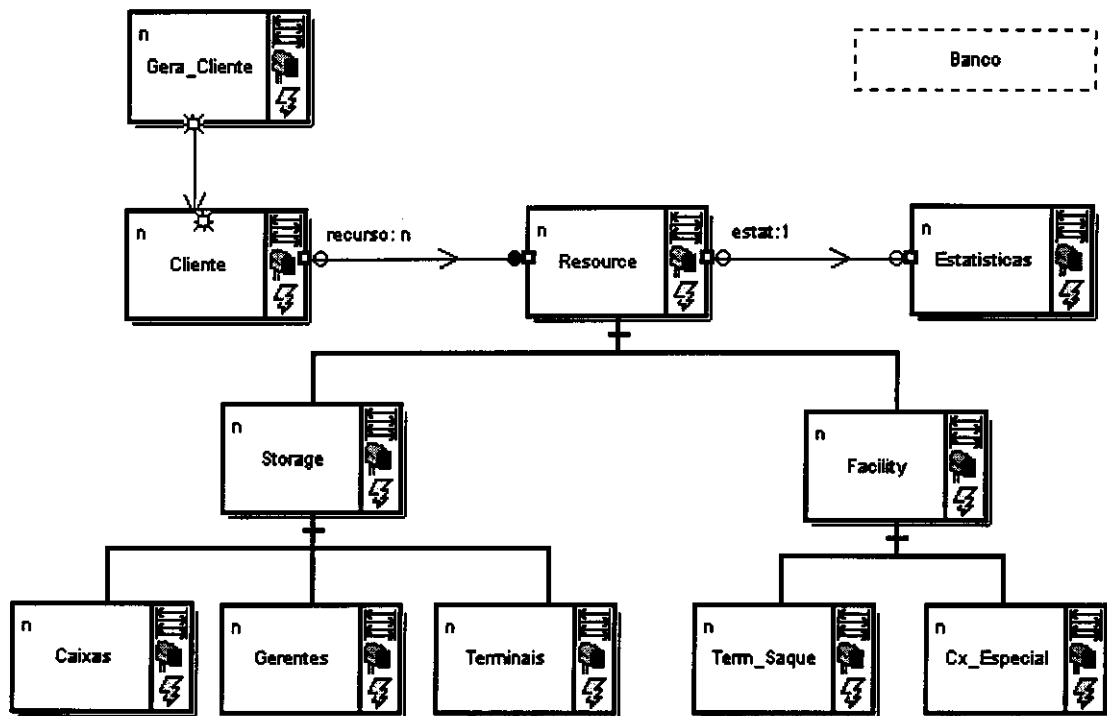 n
Gera_Cliente
Banco
n
Cliente
recurso: n
n
Resource
estat:1
n
Estatisticas
n
Storage
n
Facility
n
Caixas
n
Gerentes
n
Terminais
n
Term_Saque
n
Cx_Especial